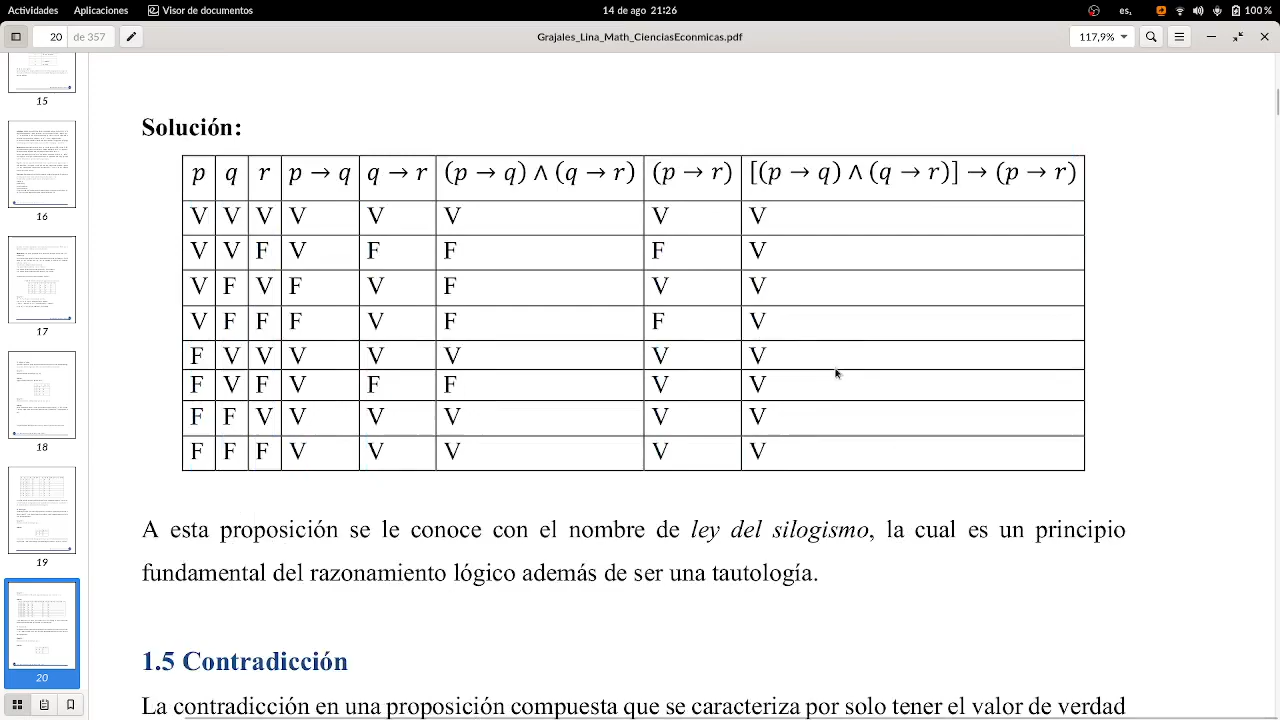 Actividades Aplicaciones Visor de documentos 14 de ago 21:26 es, 100 %
20 de 357 Grajales_Lina_Math_CienciasEconmicas.pdf 117,9%
15
16
17
18
19
20
Solución:
p q r p → q q → r (p → q) ∧ (q → r) (p → r) [(p → q) ∧ (q → r)] → (p → r)
V V V V V V V V
V V F V F F F V
V F V F V F V V
V F F F V F F V
F V V V V V V V
F V F V F F V V
F F V V V V V V
F F F V V V V V
A esta proposición se le conoce con el nombre de ley del silogismo, la cual es un principio
fundamental del razonamiento lógico además de ser una tautología.
1.5 Contradicción
La contradicción en una proposición compuesta que se caracteriza por solo tener el valor de verdad